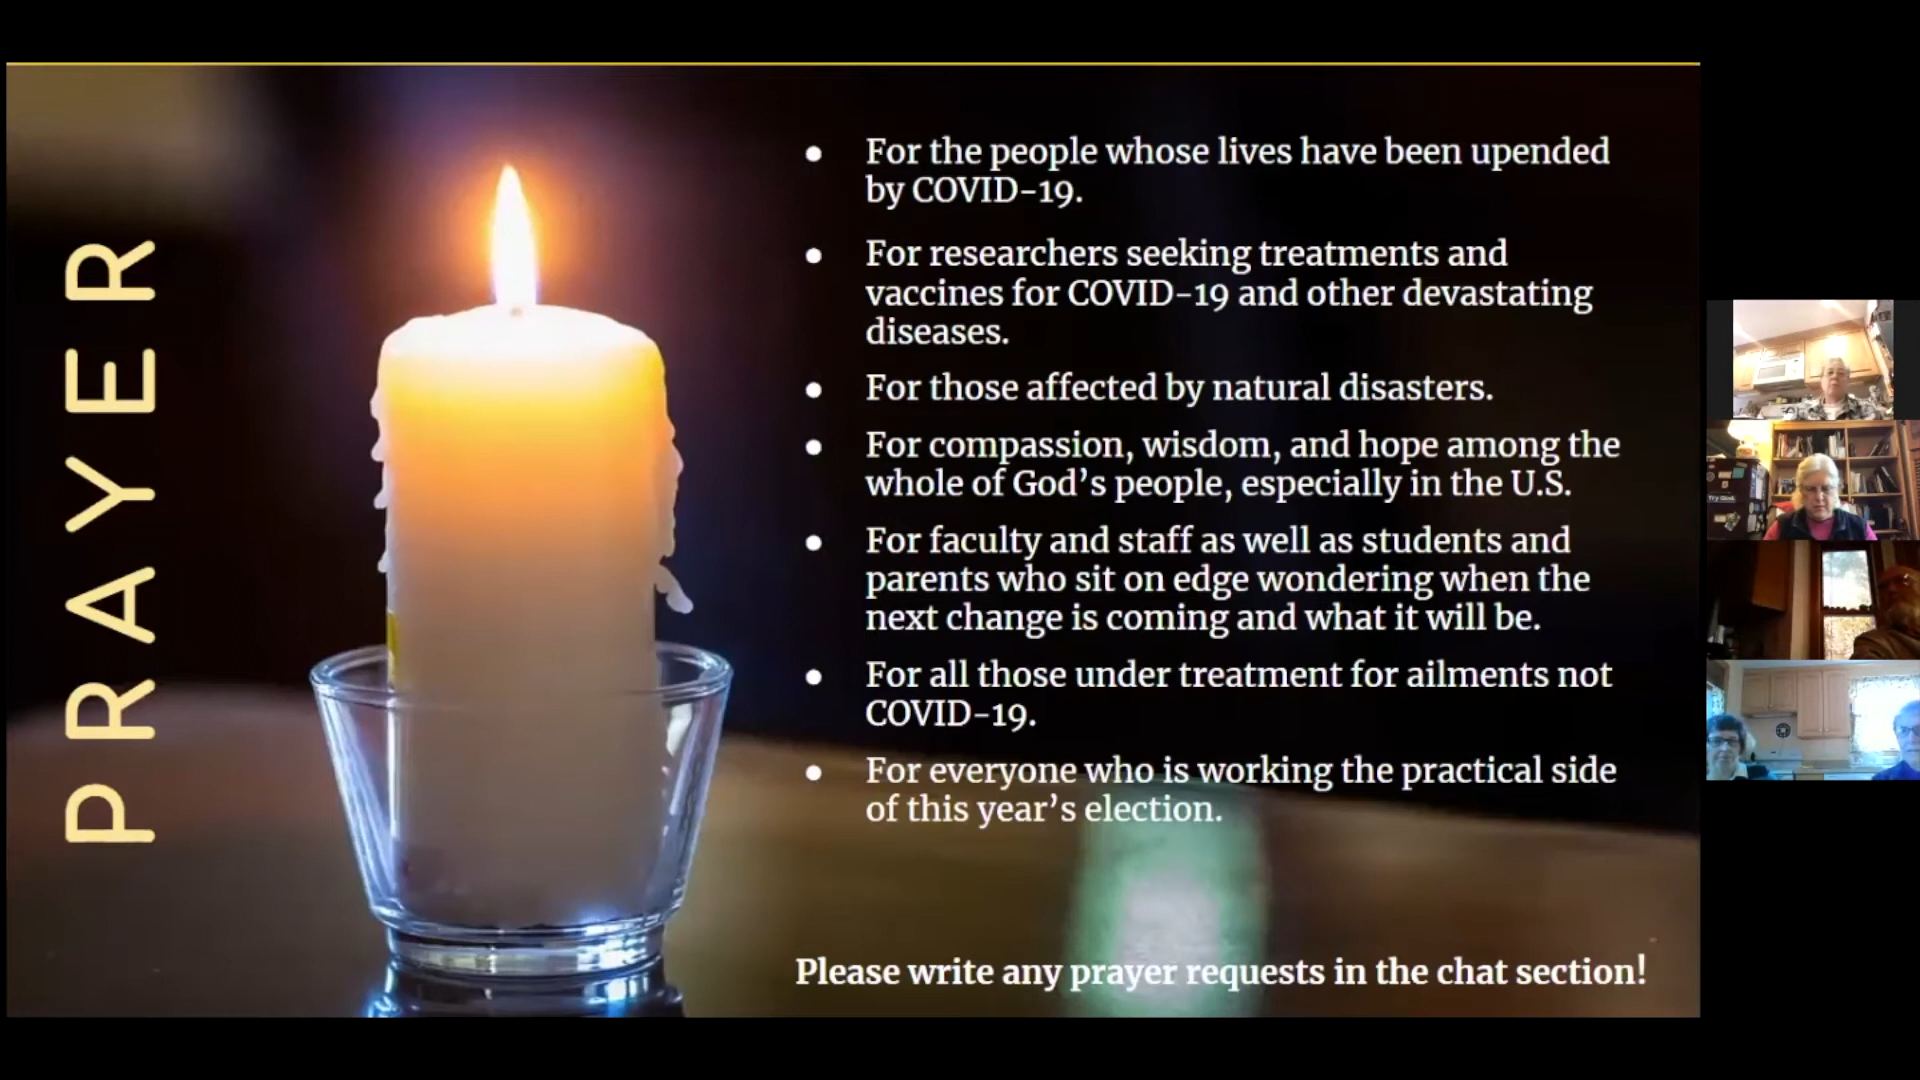 PRAYER
• For the people whose lives have been upended
by COVID-19.
• For researchers seeking treatments and
vaccines for COVID-19 and other devastating
diseases.
• For those affected by natural disasters.
• For compassion, wisdom, and hope among the
whole of God's people, especially in the U.S.
• For faculty and staff as well as students and
parents who sit on edge wondering when the
next change is coming and what it will be.
• For all those under treatment for ailments not
COVID-19.
• For everyone who is working the practical side
of this year's election.
Please write any prayer requests in the chat section!
Try God.